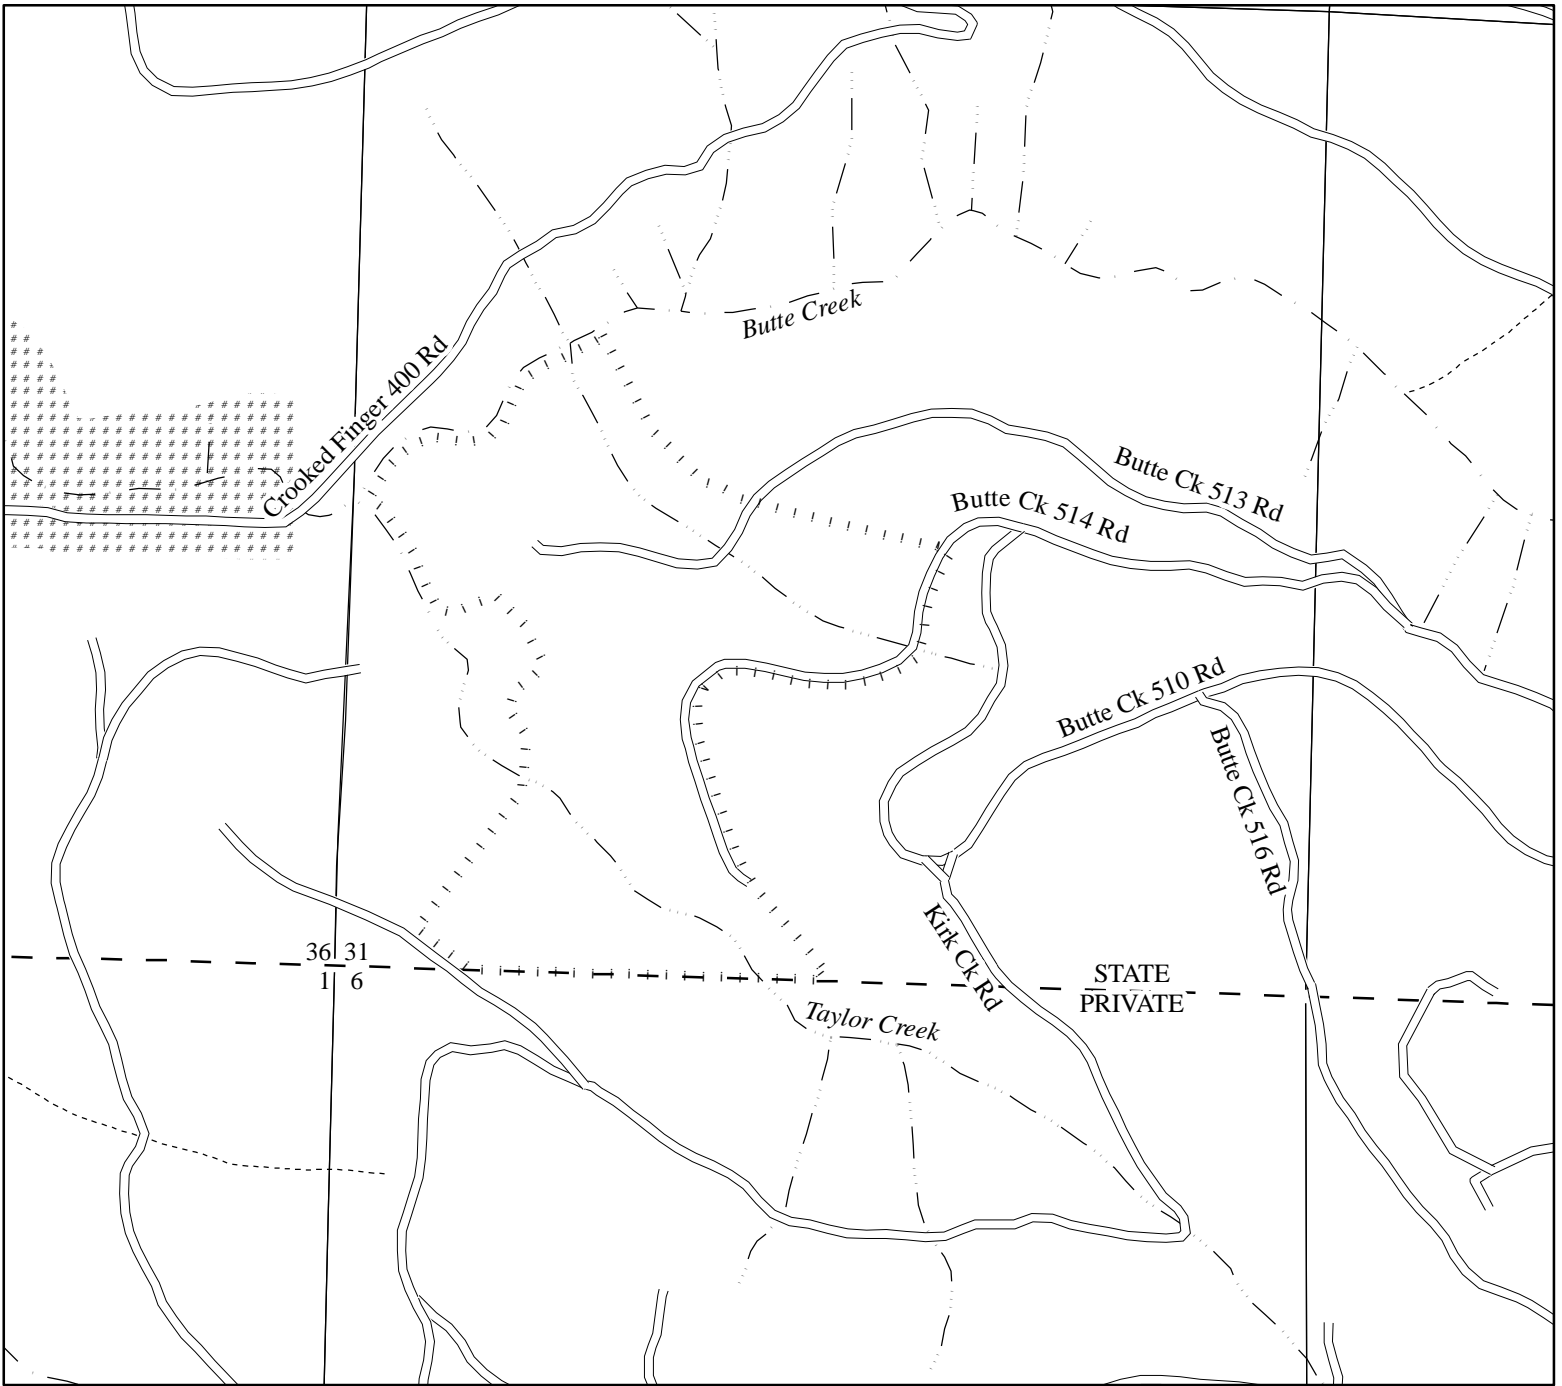 Butte Creek
Crooked Finger 400 Rd
Butte Ck 513 Rd
Butte Ck 514 Rd
Butte Ck 510 Rd
Butte Ck 516 Rd
Kirk Ck Rd
36 31
1 6
STATE
PRIVATE
Taylor Creek